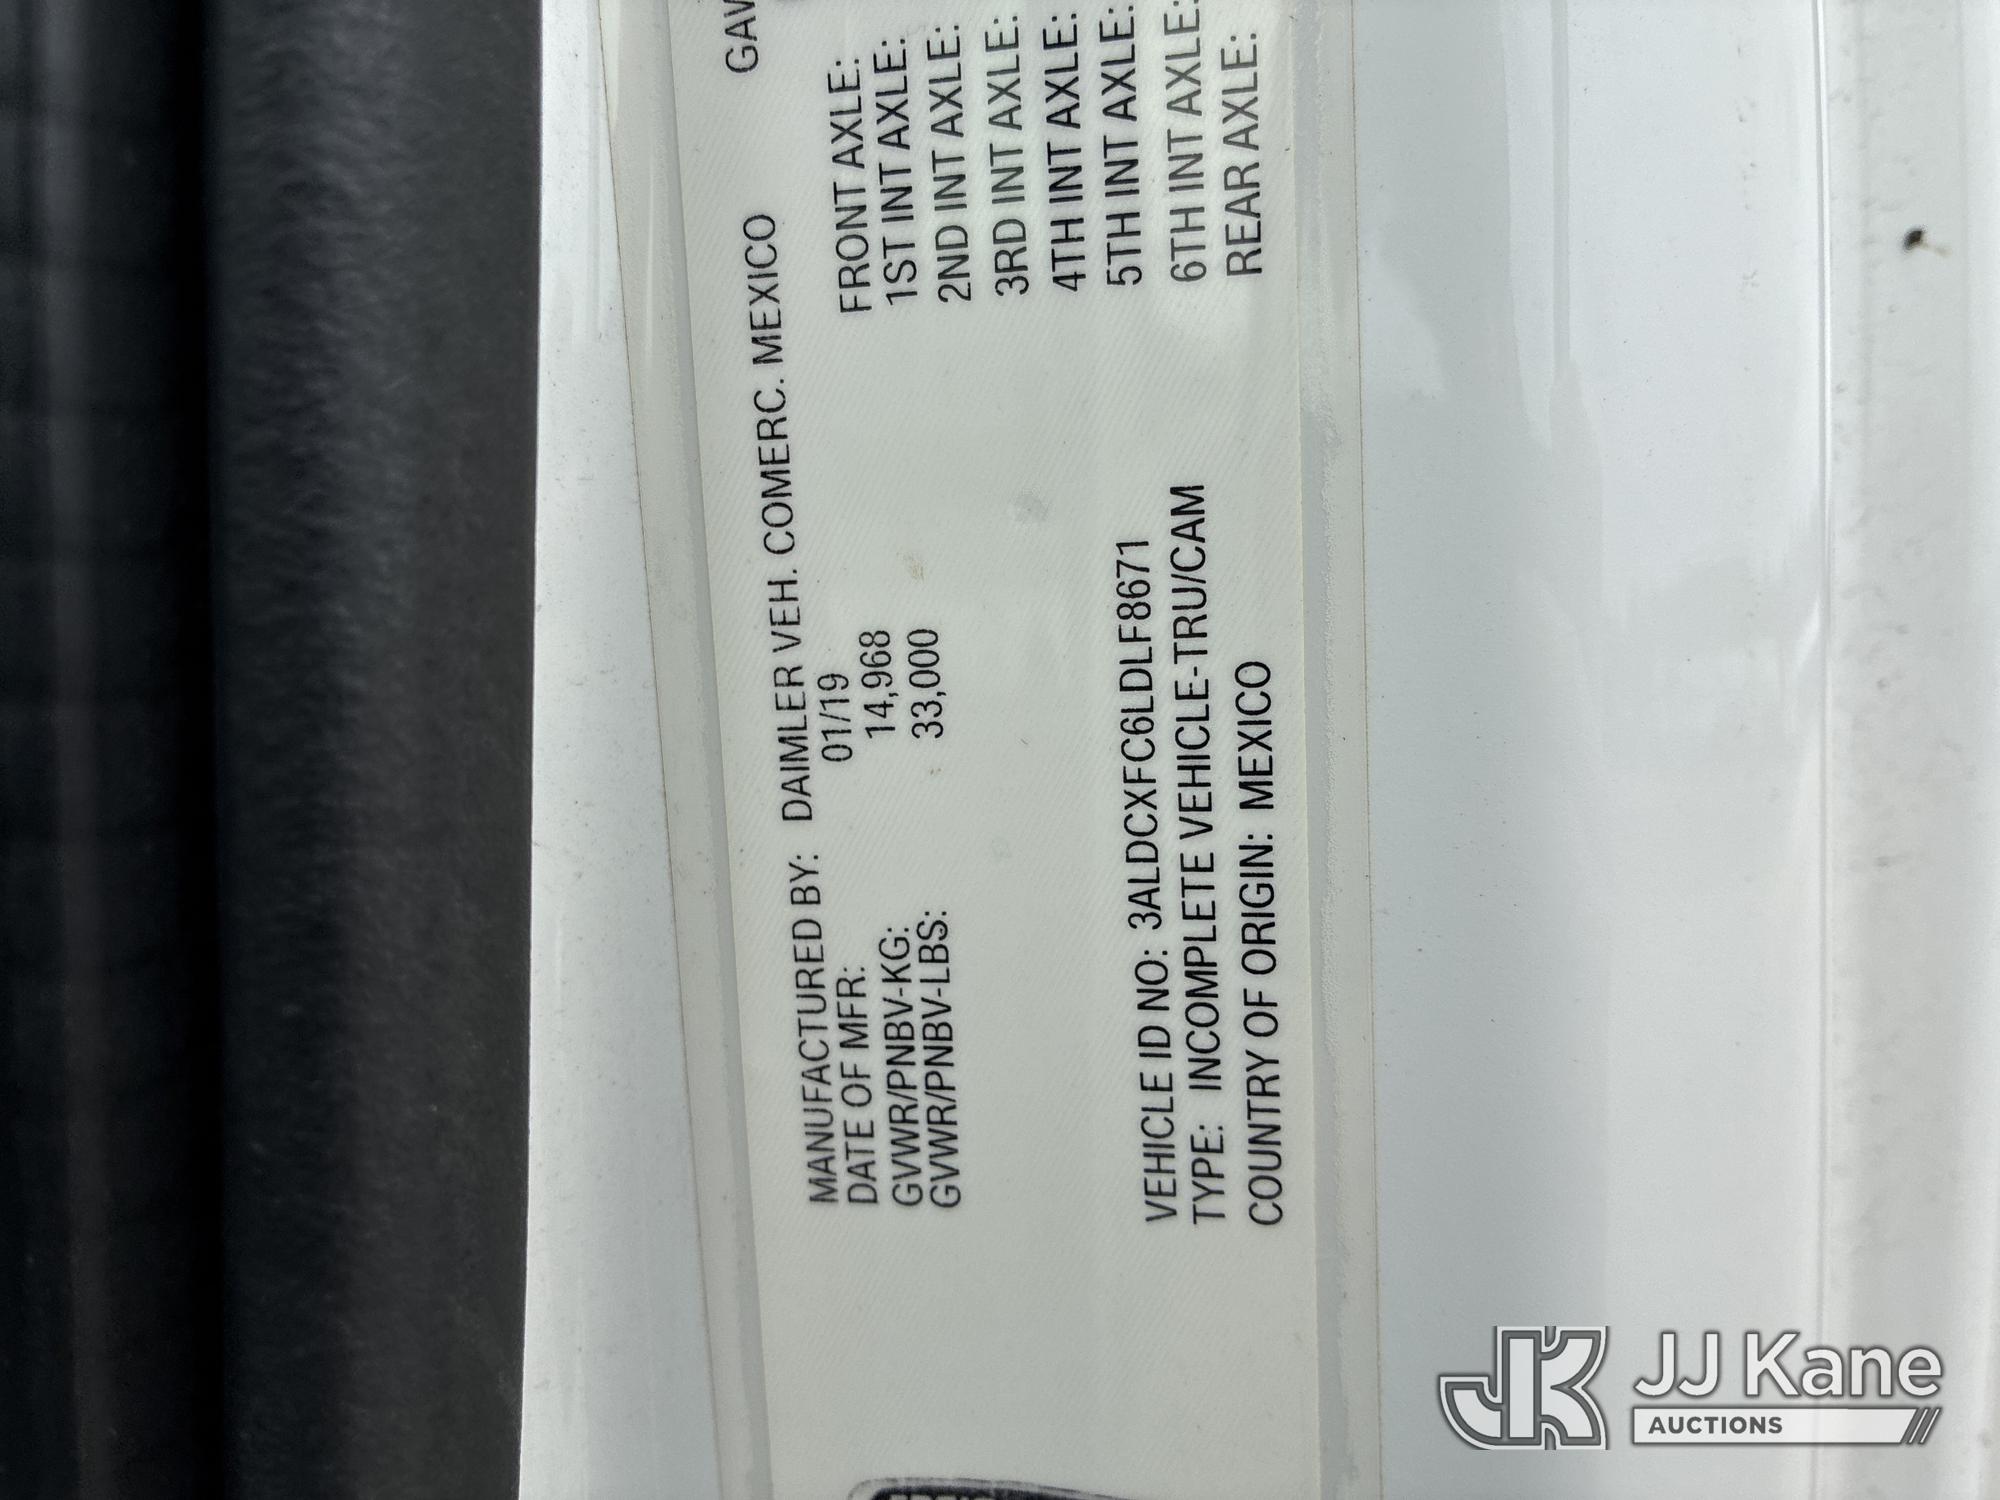 MANUFACTURED BY: DAIMLER VEH. COMERC. MEXICO
DATE OF MFR: 01/19
GVWR/PNBV-KG: 14,968
GVWR/PNBV-LBS: 33,000
VEHICLE ID NO: 3ALDCXFC6LDLF8671
TYPE: INCOMPLETE VEHICLE-TRU/CAM
COUNTRY OF ORIGIN: MEXICO
FRONT AXLE:
1ST INT AXLE:
2ND INT AXLE:
3RD INT AXLE:
4TH INT AXLE:
5TH INT AXLE:
6TH INT AXLE:
REAR AXLE:
JK JJ Kane
AUCTIONS